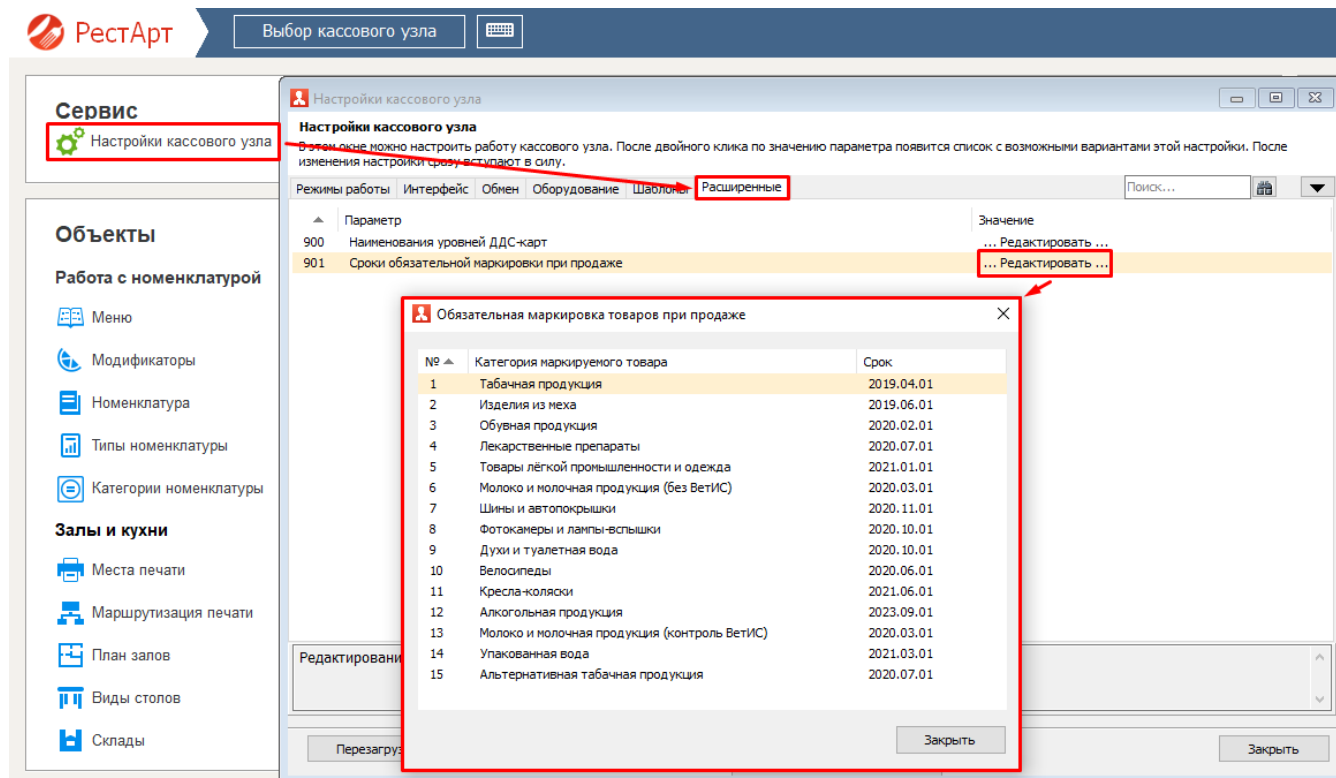 РестАрт
Выбор кассового узла
Сервис
Настройки кассового узла
Объекты
Работа с номенклатурой
Меню
Модификаторы
Номенклатура
Типы номенклатуры
Категории номенклатуры
Залы и кухни
Места печати
Маршрутизация печати
План залов
Виды столов
Склады
Настройки кассового узла
Настройки кассового узла
В этом окне можно настроить работу кассового узла. После двойного клика по значению параметра появится список с возможными вариантами этой настройки. После
изменения настройки сразу вступают в силу.
Режимы работы Интерфейс Обмен Оборудование Шаблоны Расширенные Поиск...
Параметр Значение
900 Наименования уровней ДДС-карт ... Редактировать ...
901 Сроки обязательной маркировки при продаже ... Редактировать ...
Обязательная маркировка товаров при продаже
№ Категория маркируемого товара Срок
1 Табачная продукция 2019.04.01
2 Изделия из меха 2019.06.01
3 Обувная продукция 2020.02.01
4 Лекарственные препараты 2020.07.01
5 Товары лёгкой промышленности и одежда 2021.01.01
6 Молоко и молочная продукция (без ВетИС) 2020.03.01
7 Шины и автопокрышки 2020.11.01
8 Фотокамеры и лампы-вспышки 2020.10.01
9 Духи и туалетная вода 2020.10.01
10 Велосипеды 2020.06.01
11 Кресла-коляски 2021.06.01
12 Алкогольная продукция 2023.09.01
13 Молоко и молочная продукция (контроль ВетИС) 2020.03.01
14 Упакованная вода 2021.03.01
15 Альтернативная табачная продукция 2020.07.01
Закрыть
Редактировани
Перезагруз
Закрыть